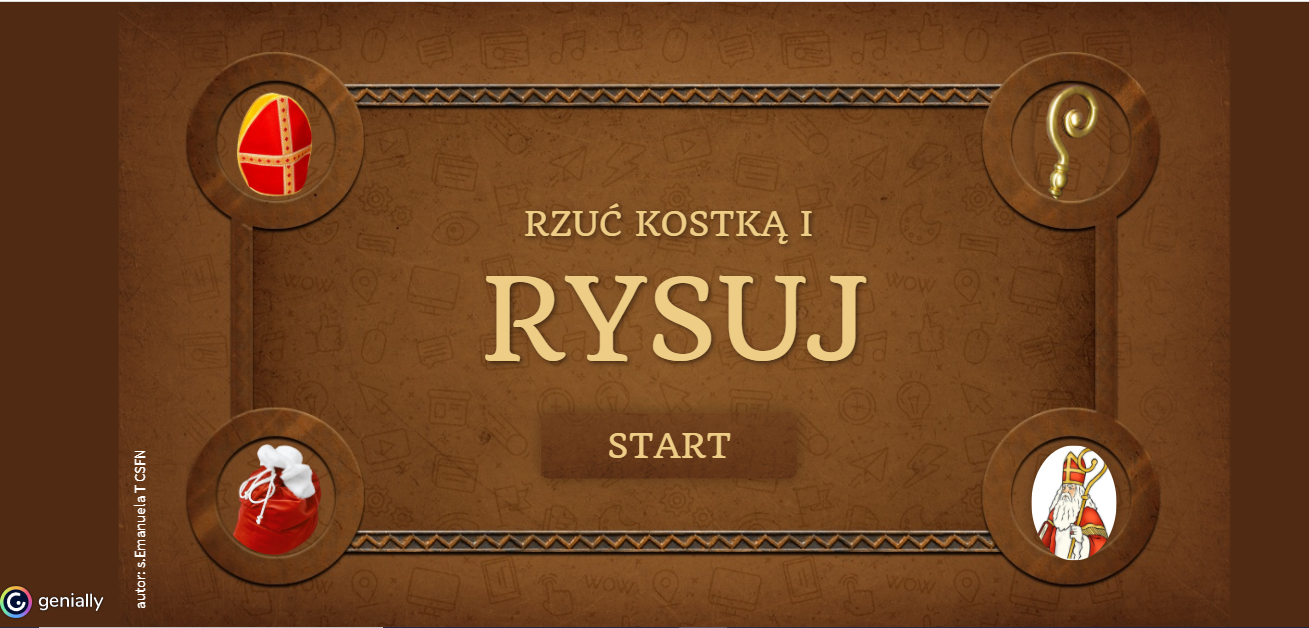 RZUĆ KOSTKĄ I
RYSUJ
START
autor: s.Emanuela T CSFN
genially